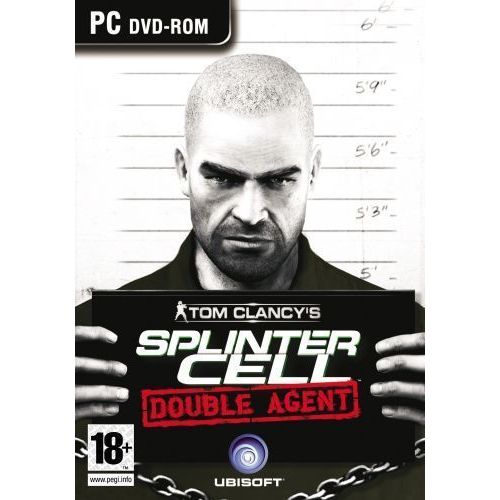 PC DVD-ROM
6'
5'9"
5'6"
5'3"
5'
TOM CLANCY'S
SPLINTER
CELL
DOUBLE AGENT
18+
www.pegi.info
UBISOFT